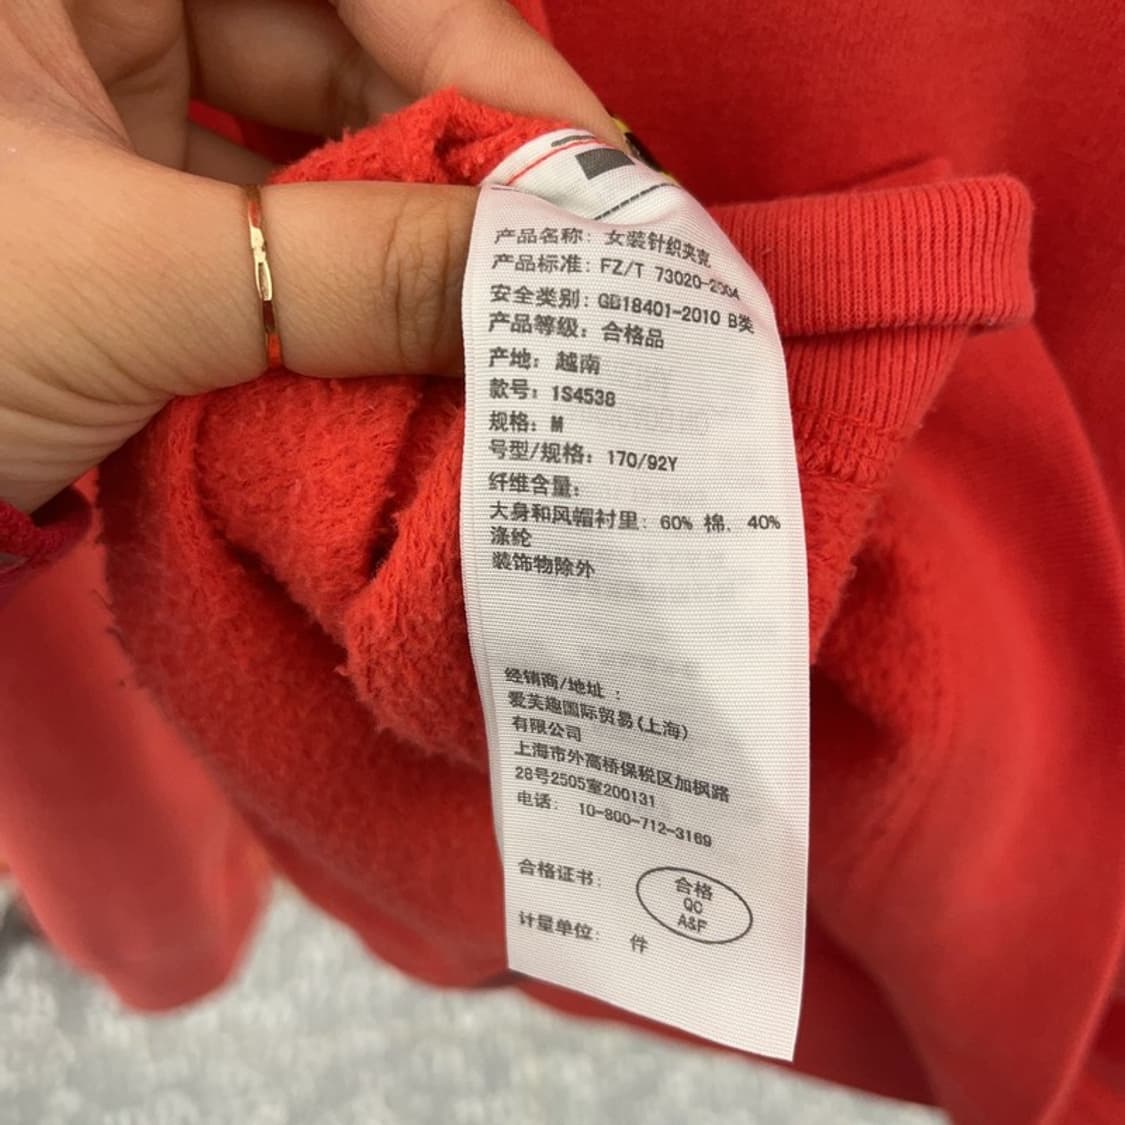 产品名称: 女装针织夹克
产品标准: FZ/T 73020-2004
安全类别: GB18401-2010 B类
产品等级: 合格品
产地: 越南
款号: 1S4538
规格: M
号型/规格: 170/92Y
纤维含量:
大身和风帽衬里: 60% 棉, 40%
涤纶
装饰物除外
经销商/地址 :
爱芙趣国际贸易(上海)
有限公司
上海市外高桥保税区加枫路
28号2505室200131
电话: 10-800-712-3169
合格证书:
合格
QC
A&F
计量单位: 件